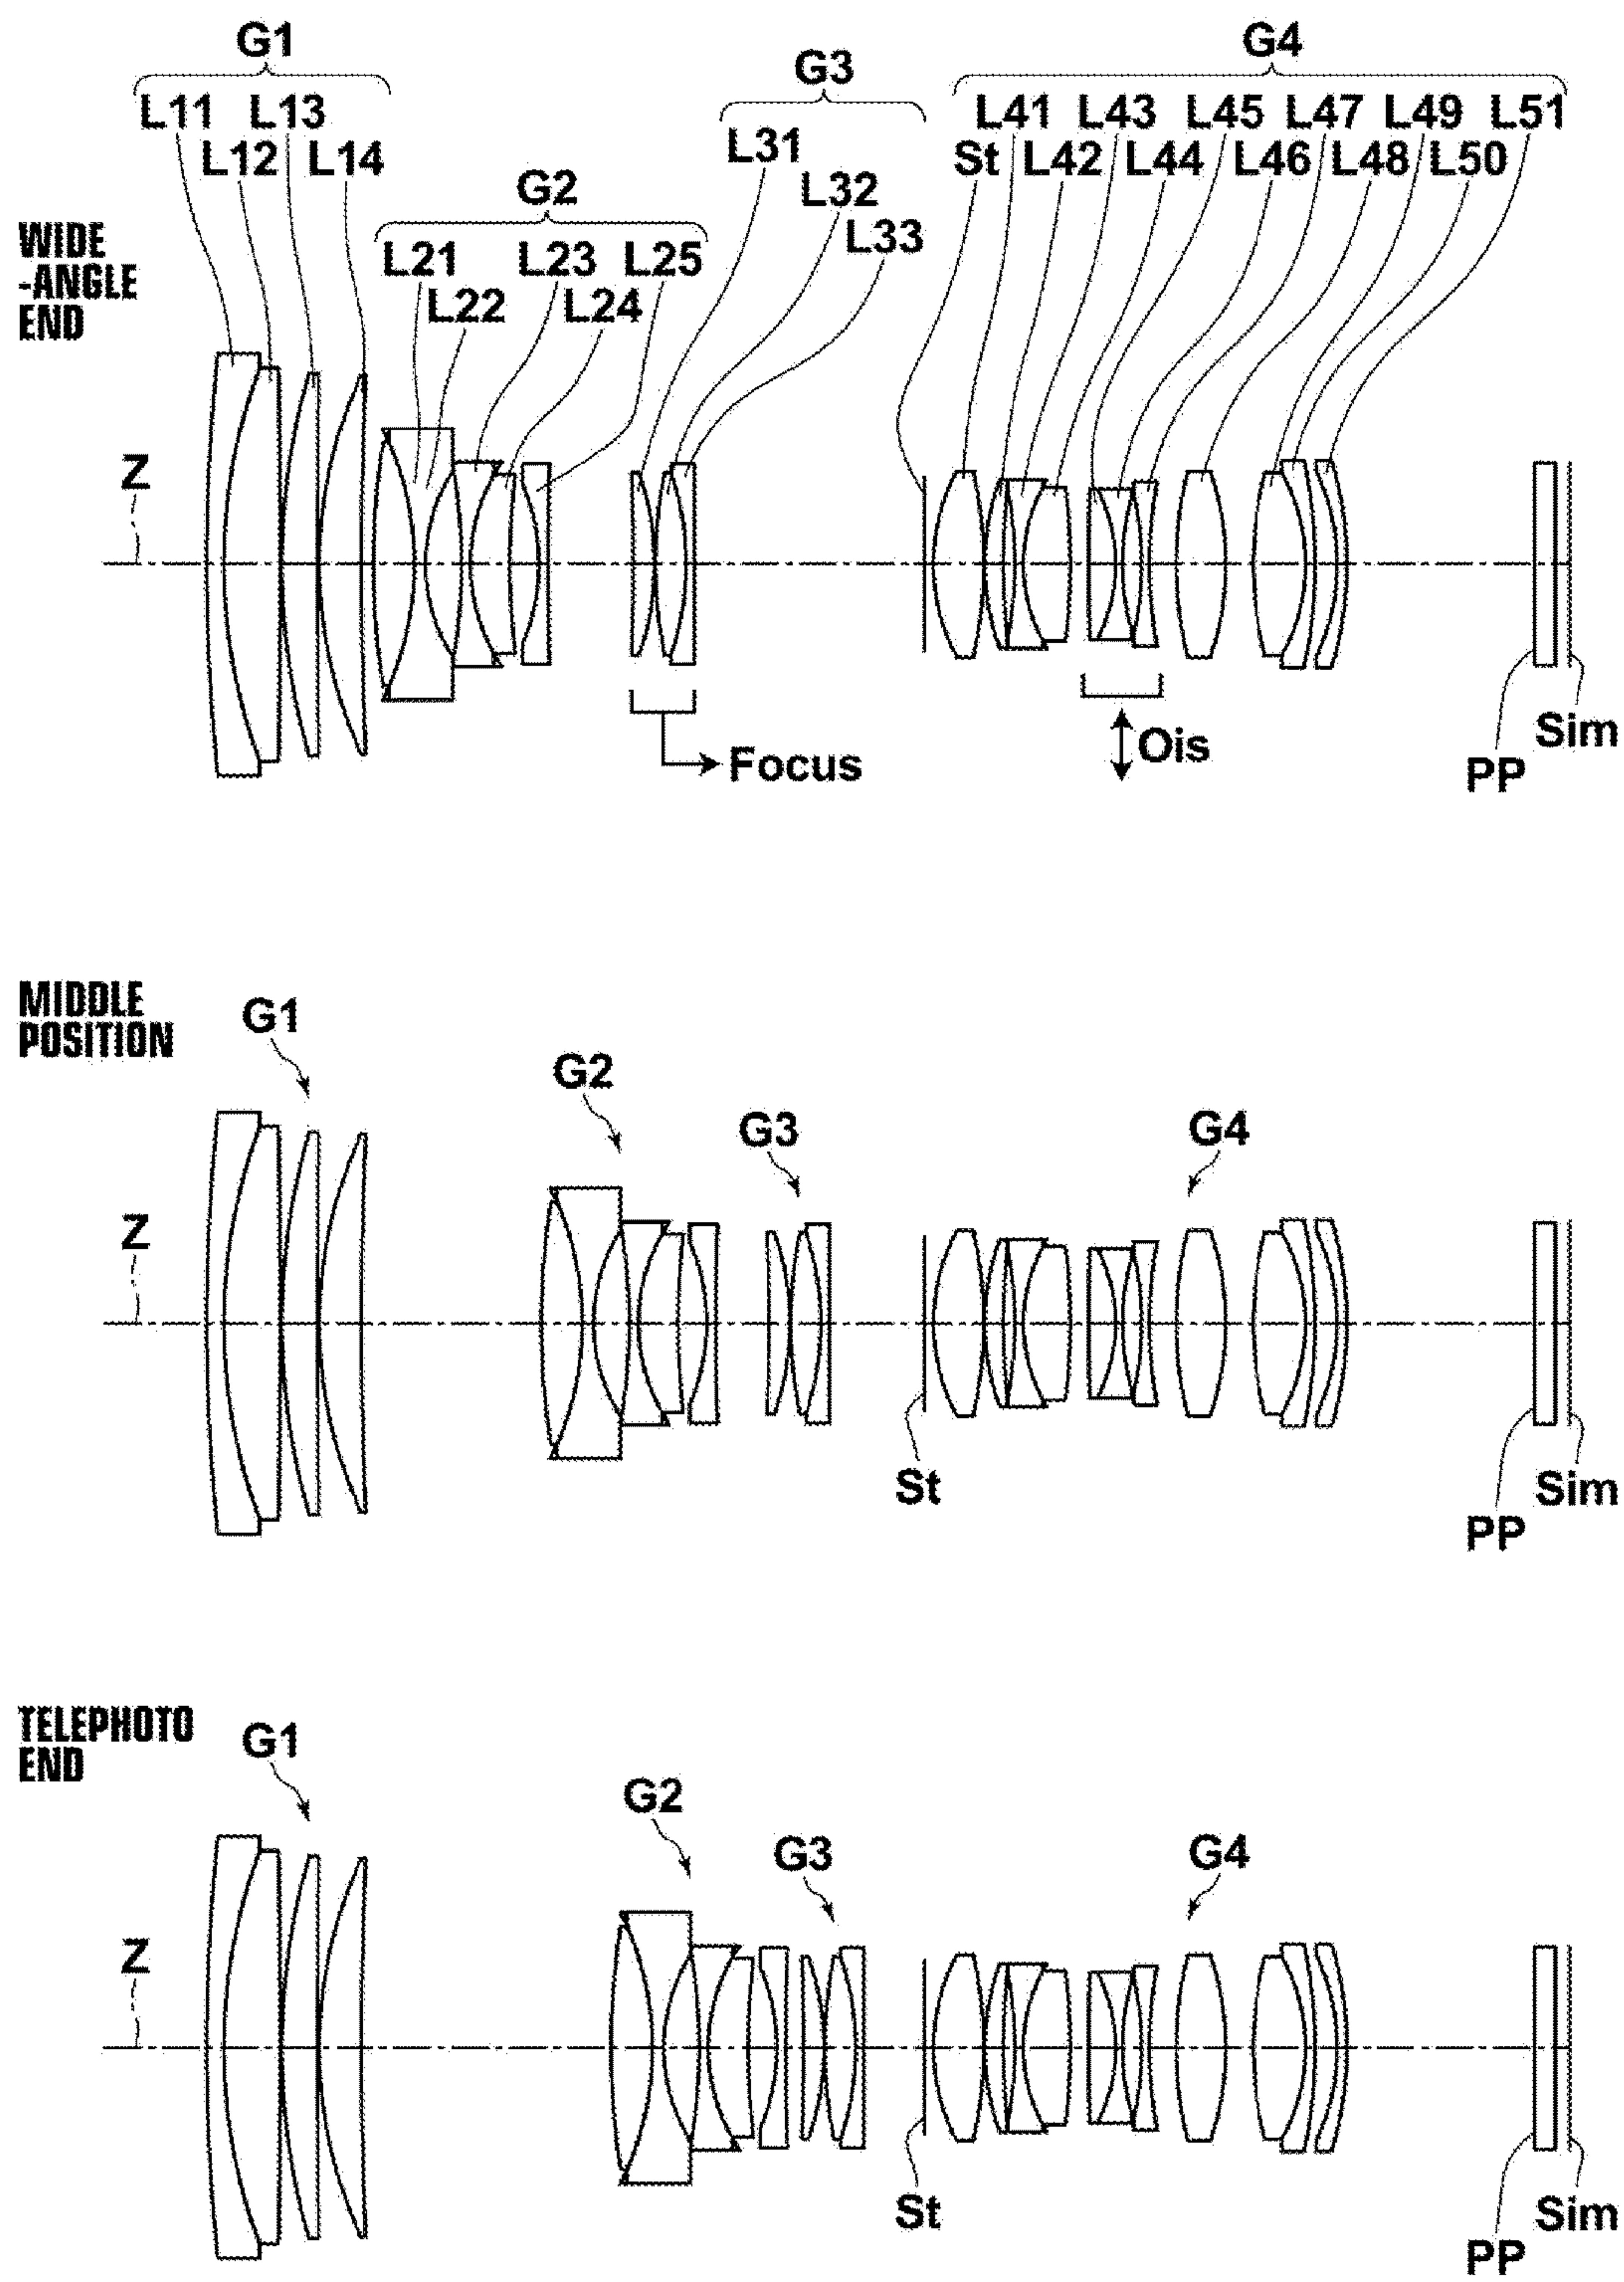 G1
G3
G4
L11 L13
L12 L14
L31
L32
L33
L41 L43 L45 L47 L49 L51
St L42 L44 L46 L48 L50
G2
L21 L23 L25
L22 L24
WIDE
-ANGLE
END
Z
Focus
Ois
Sim
PP
MIDDLE
POSITION
G1
G2
G3
G4
Z
St
Sim
PP
TELEPHOTO
END
G1
G2
G3
G4
Z
St
Sim
PP